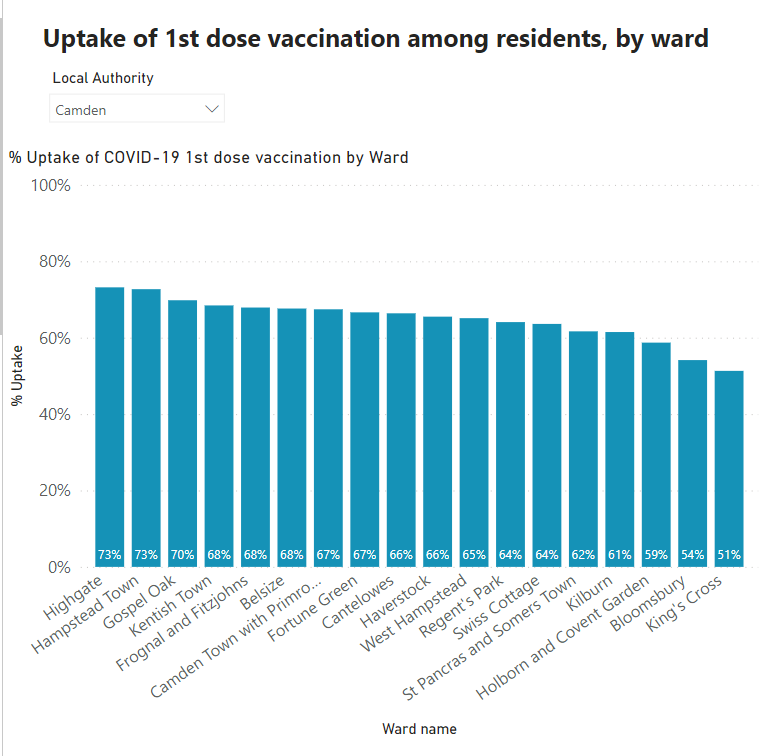 Uptake of 1st dose vaccination among residents, by ward
Local Authority
Camden
% Uptake of COVID-19 1st dose vaccination by Ward
100%
80%
60%
40%
20%
0%
% Uptake
73% 73% 70% 68% 68% 68% 67% 67% 66% 66% 65% 64% 64% 62% 61% 59% 54% 51%
Highgate
Hampstead Town
Gospel Oak
Kentish Town
Frognal and Fitzjohns
Belsize
Camden Town with Primro...
Fortune Green
Cantelowes
Haverstock
West Hampstead
Regent's Park
Swiss Cottage
St Pancras and Somers Town
Kilburn
Holborn and Covent Garden
Bloomsbury
King's Cross
Ward name